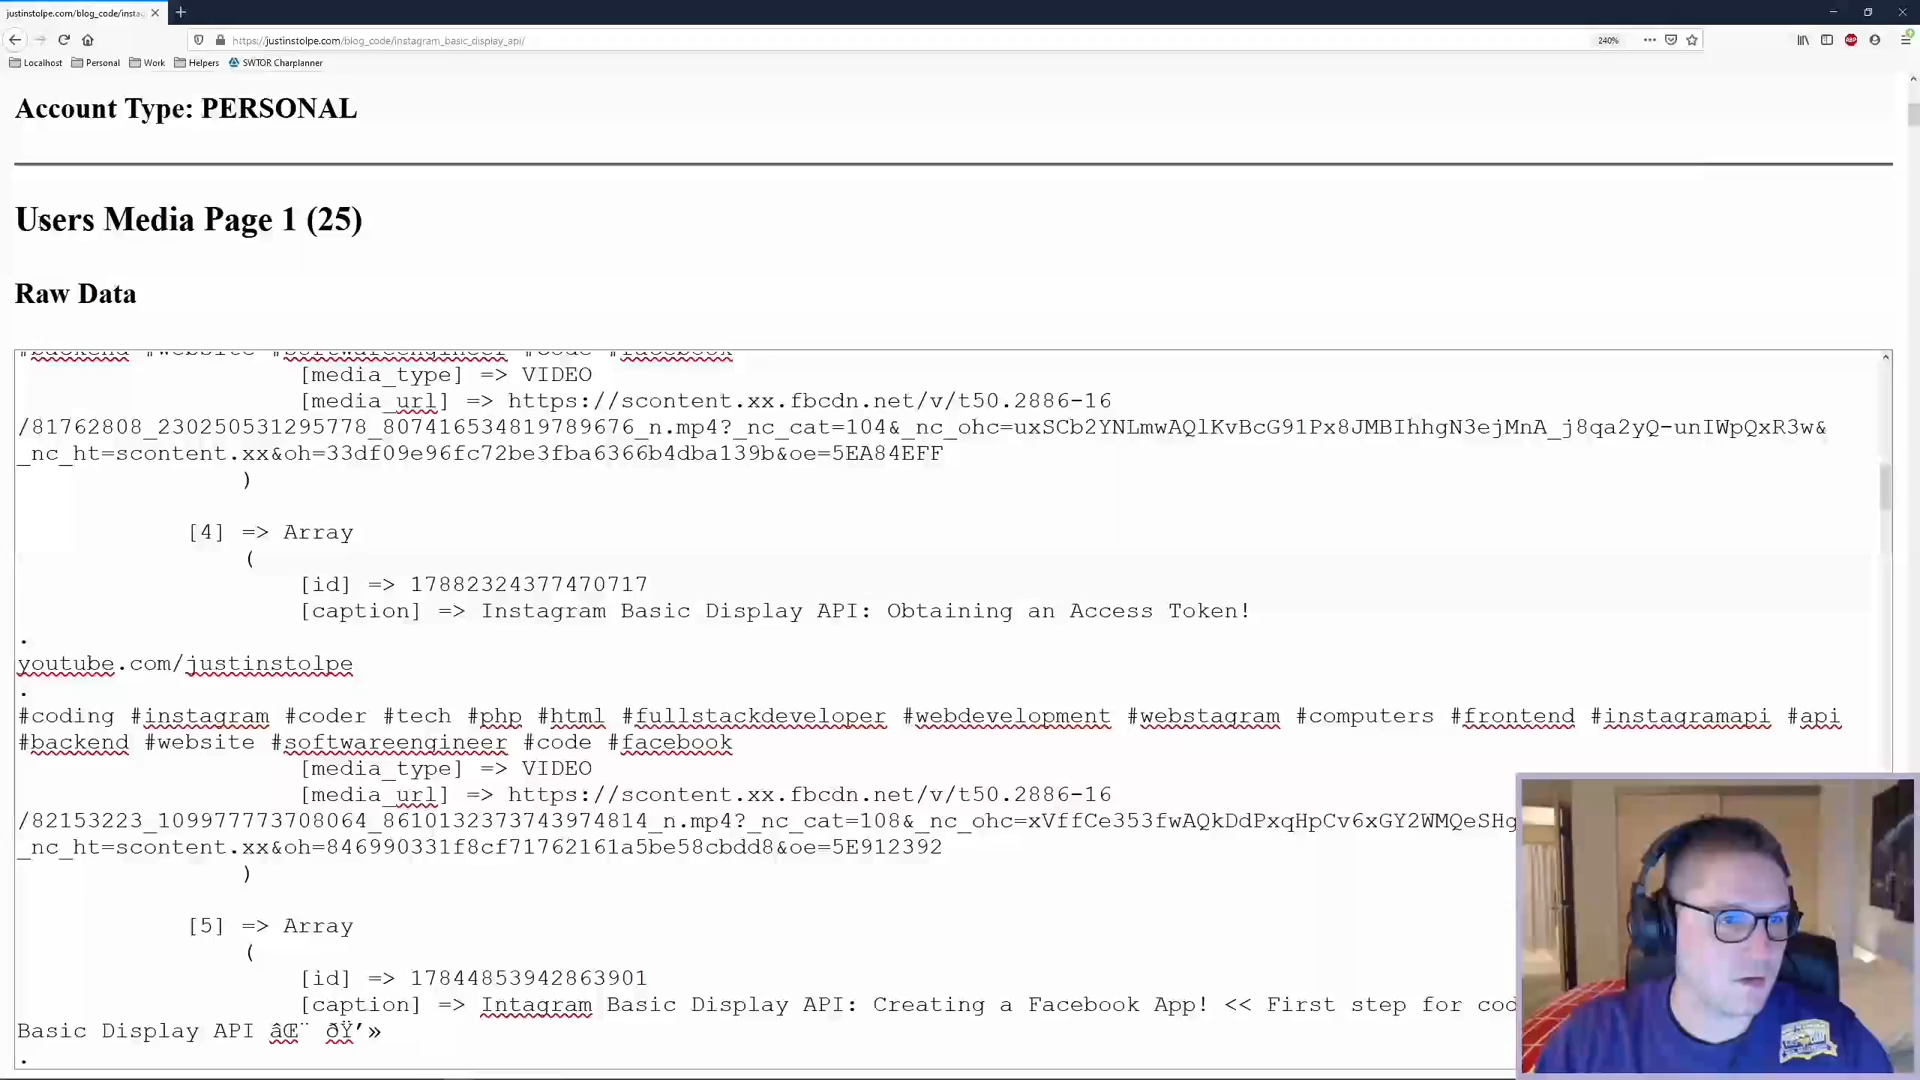 justinstolpe.com/blog_code/insta
https://justinstolpe.com/blog_code/instagram_basic_display_api/
240%
Localhost Personal Work Helpers SWTOR Charplanner
Account Type: PERSONAL
Users Media Page 1 (25)
Raw Data
#backend #website #softwareengineer #code #facebook
[media_type] => VIDEO
[media_url] => https://scontent.xx.fbcdn.net/v/t50.2886-16
/81762808_230250531295778_807416534819789676_n.mp4?_nc_cat=104&_nc_ohc=uxSCb2YNLmwAQlKvBcG91Px8JMBIhhgN3ejMnA_j8qa2yQ-unIWpQxR3w&
_nc_ht=scontent.xx&oh=33df09e96fc72be3fba6366b4dba139b&oe=5EA84EFF
)
[4] => Array
(
[id] => 17882324377470717
[caption] => Instagram Basic Display API: Obtaining an Access Token!
.
youtube.com/justinstolpe
.
#coding #instagram #coder #tech #php #html #fullstackdeveloper #webdevelopment #webstagram #computers #frontend #instagramapi #api
#backend #website #softwareengineer #code #facebook
[media_type] => VIDEO
[media_url] => https://scontent.xx.fbcdn.net/v/t50.2886-16
/82153223_109977773708064_8610132373743974814_n.mp4?_nc_cat=108&_nc_ohc=xVffCe353fwAQkDdPxqHpCv6xGY2WMQeSHg
_nc_ht=scontent.xx&oh=846990331f8cf71762161a5be58cbdd8&oe=5E912392
)
[5] => Array
(
[id] => 17844853942863901
[caption] => Intagram Basic Display API: Creating a Facebook App! << First step for cod
Basic Display API âŒ¨ ðŸ’»
.